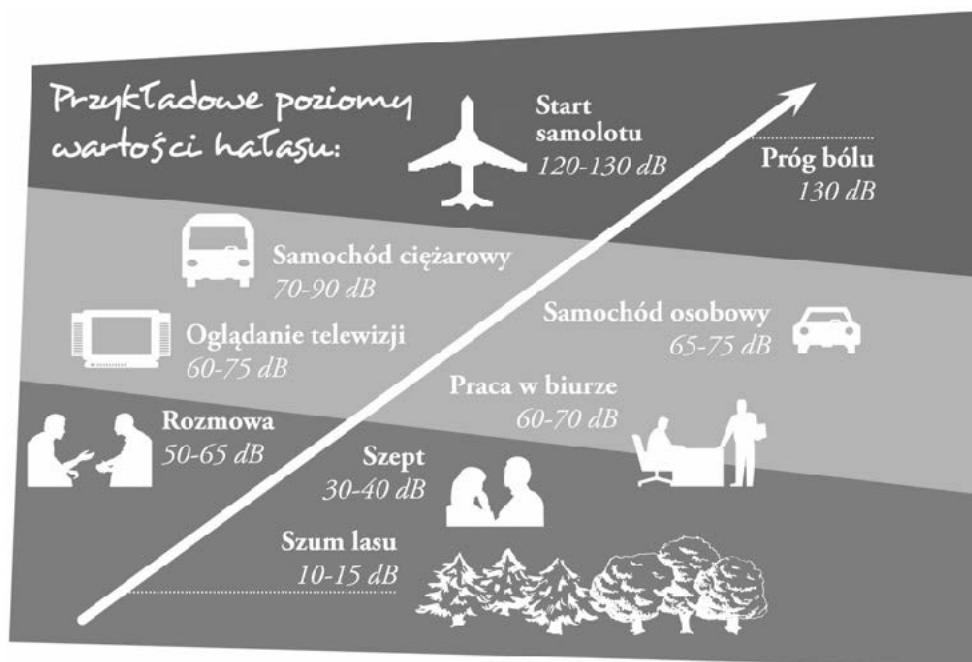 Przykładowe poziomy
wartości hałasu:
Start
samolotu
120-130 dB
Próg bólu
130 dB
Samochód ciężarowy
70-90 dB
Samochód osobowy
65-75 dB
Oglądanie telewizji
60-75 dB
Praca w biurze
60-70 dB
Rozmowa
50-65 dB
Szept
30-40 dB
Szum lasu
10-15 dB